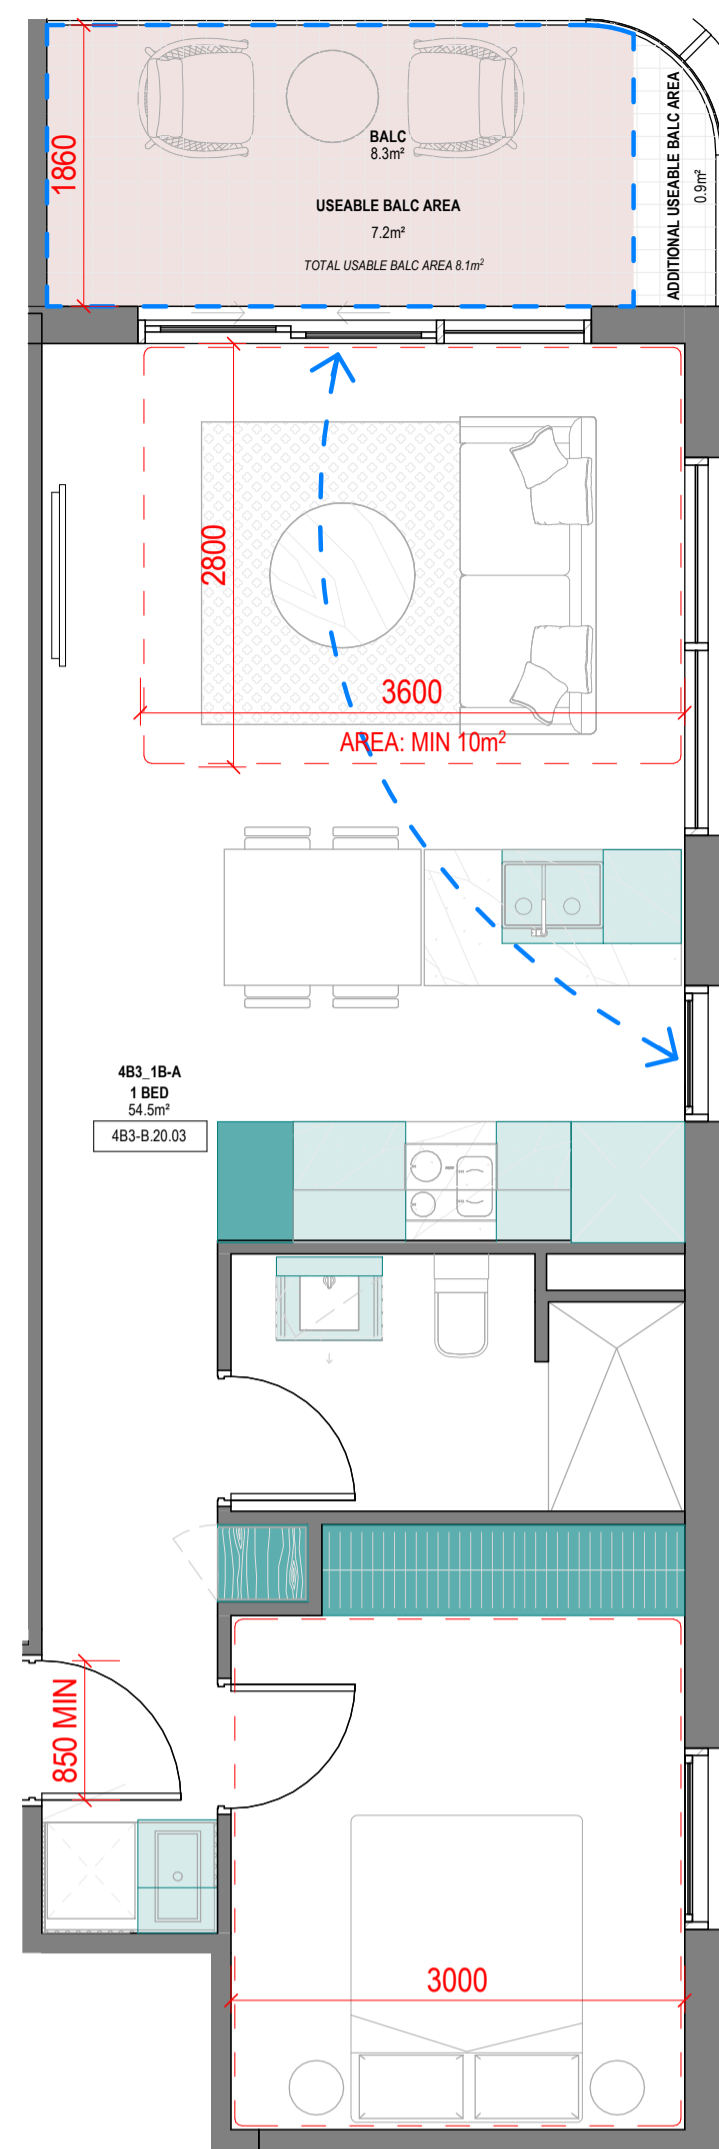 1860
BALC
8.3m²
USEABLE BALC AREA
7.2m²
TOTAL USABLE BALC AREA 8.1m²
ADDITIONAL USEABLE BALC AREA
0.9m²
2800
3600
AREA: MIN 10m²
4B3_1B-A
1 BED
54.5m²
4B3-B.20.03
850 MIN
3000